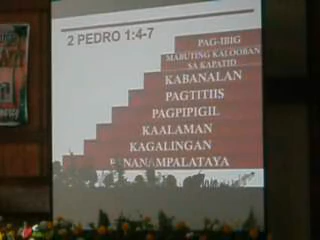 2 PEDRO 1:4-7
PAG-IBIG
MABUTING KALOOBAN
SA KAPATID
KABANALAN
PAGTITIIS
PAGPIPIGIL
KAALAMAN
KAGALINGAN
PANANAMPALATAYA